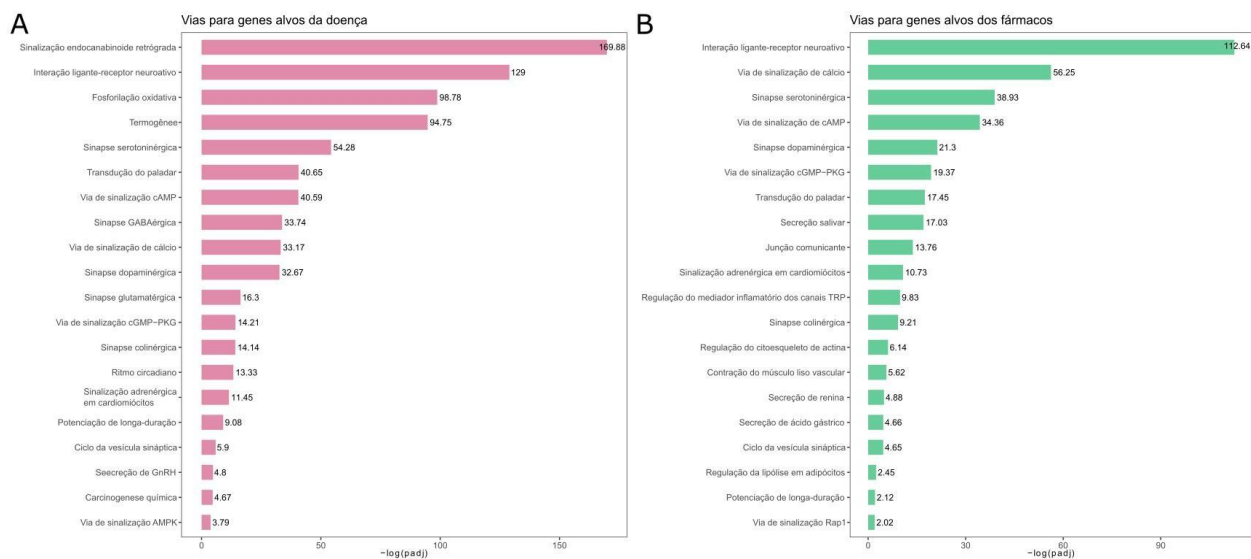 A
Vias para genes alvos da doença
Sinalização endocanabinoide retrógrada
169.88
Interação ligante-receptor neuroativo
129
Fosforilação oxidativa
98.78
Termogênee
94.75
Sinapse serotoninérgica
54.28
Transdução do paladar
40.65
Via de sinalização cAMP
40.59
Sinapse GABAérgica
33.74
Via de sinalização de cálcio
33.17
Sinapse dopaminérgica
32.67
Sinapse glutamatérgica
16.3
Via de sinalização cGMP-PKG
14.21
Sinapse colinérgica
14.14
Ritmo circadiano
13.33
Sinalização adrenérgica
em cardiomiócitos
11.45
Potenciação de longa-duração
9.08
Ciclo da vesícula sináptica
5.9
Seecreção de GnRH
4.8
Carcinogenese química
4.67
Via de sinalização AMPK
3.79
0
50
100
150
-log(padj)
B
Vias para genes alvos dos fármacos
Interação ligante-receptor neuroativo
112.64
Via de sinalização de cálcio
56.25
Sinapse serotoninérgica
38.93
Via de sinalização de cAMP
34.36
Sinapse dopaminérgica
21.3
Via de sinalização cGMP-PKG
19.37
Transdução do paladar
17.45
Secreção salivar
17.03
Junção comunicante
13.76
Sinalização adrenérgica em cardiomiócitos
10.73
Regulação do mediador inflamatório dos canais TRP
9.83
Sinapse colinérgica
9.21
Regulação do citoesqueleto de actina
6.14
Contração do músculo liso vascular
5.62
Secreção de renina
4.88
Secreção de ácido gástrico
4.66
Ciclo da vesícula sináptica
4.65
Regulação da lipólise em adipócitos
2.45
Potenciação de longa-duração
2.12
Via de sinalização Rap1
2.02
0
30
60
90
-log(padj)